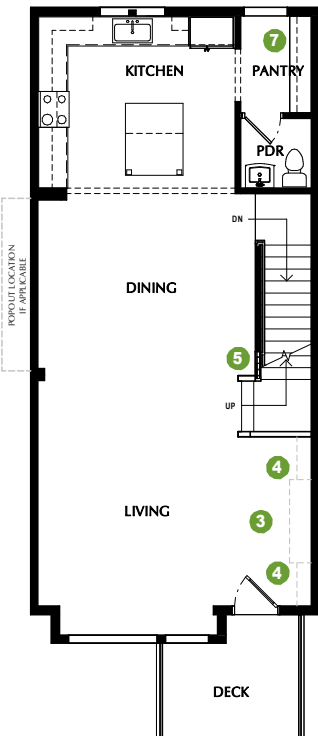 7
KITCHEN
PANTRY
PDR
DN
POPOUT LOCATION
IF APPLICABLE
DINING
5
UP
4
LIVING
3
4
DECK